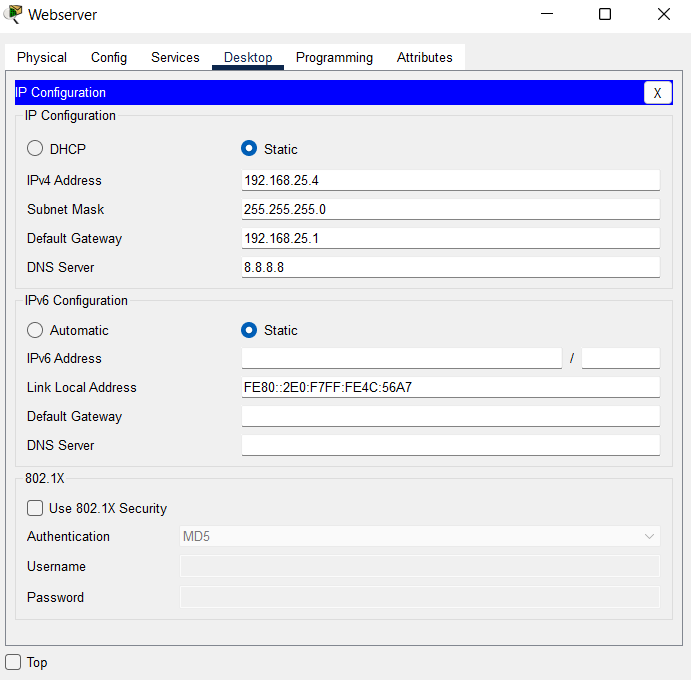 Webserver
Physical Config Services Desktop Programming Attributes
IP Configuration X
IP Configuration
DHCP Static
IPv4 Address 192.168.25.4
Subnet Mask 255.255.255.0
Default Gateway 192.168.25.1
DNS Server 8.8.8.8
IPv6 Configuration
Automatic Static
IPv6 Address /
Link Local Address FE80::2E0:F7FF:FE4C:56A7
Default Gateway
DNS Server
802.1X
Use 802.1X Security
Authentication MD5
Username
Password
Top